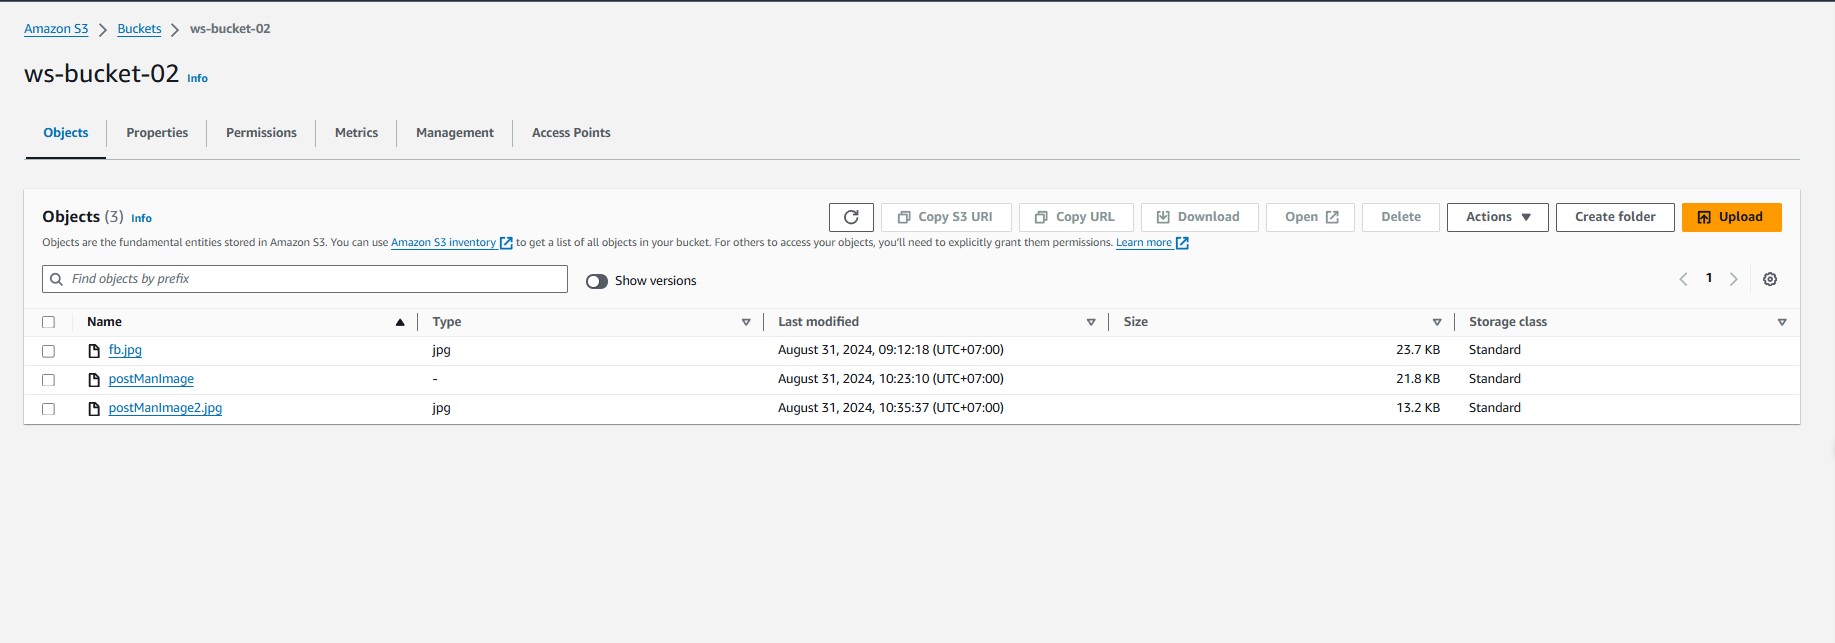 Amazon S3 > Buckets > ws-bucket-02
ws-bucket-02 Info
Objects Properties Permissions Metrics Management Access Points
Objects (3) Info
Copy S3 URI Copy URL Download Open Delete Actions Create folder Upload
Objects are the fundamental entities stored in Amazon S3. You can use Amazon S3 inventory to get a list of all objects in your bucket. For others to access your objects, you'll need to explicitly grant them permissions. Learn more
Find objects by prefix Show versions 1
Name Type Last modified Size Storage class
fb.jpg jpg August 31, 2024, 09:12:18 (UTC+07:00) 23.7 KB Standard
postManImage - August 31, 2024, 10:23:10 (UTC+07:00) 21.8 KB Standard
postManImage2.jpg jpg August 31, 2024, 10:35:37 (UTC+07:00) 13.2 KB Standard